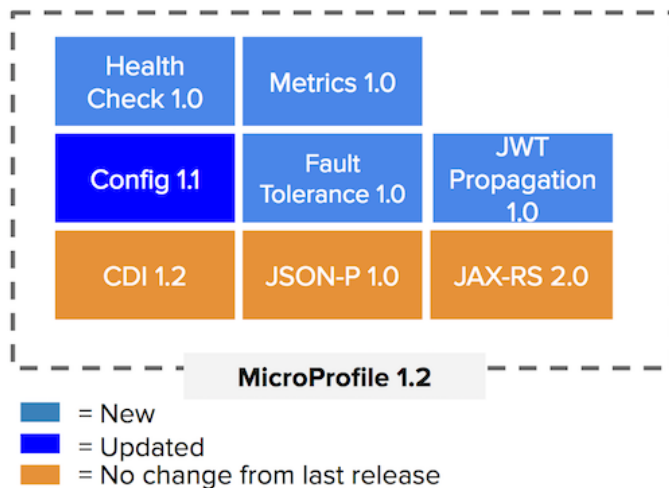 Health
Check 1.0
Metrics 1.0
Config 1.1
Fault
Tolerance 1.0
JWT
Propagation
1.0
CDI 1.2
JSON-P 1.0
JAX-RS 2.0
MicroProfile 1.2
= New
= Updated
= No change from last release